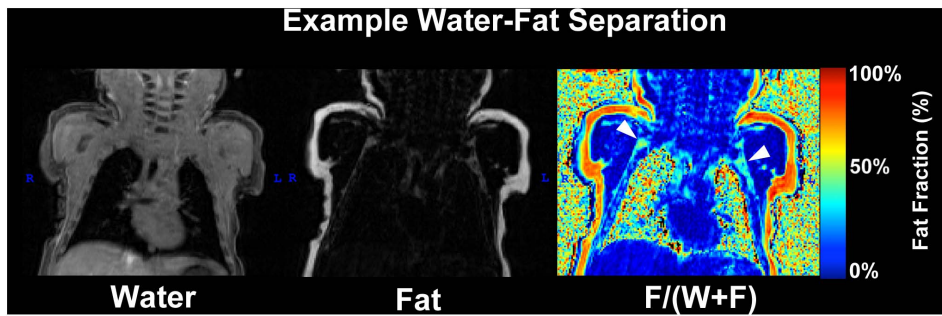 Example Water-Fat Separation
R
L
R
L
R
100%
50%
0%
Fat Fraction (%)
Water
Fat
F/(W+F)